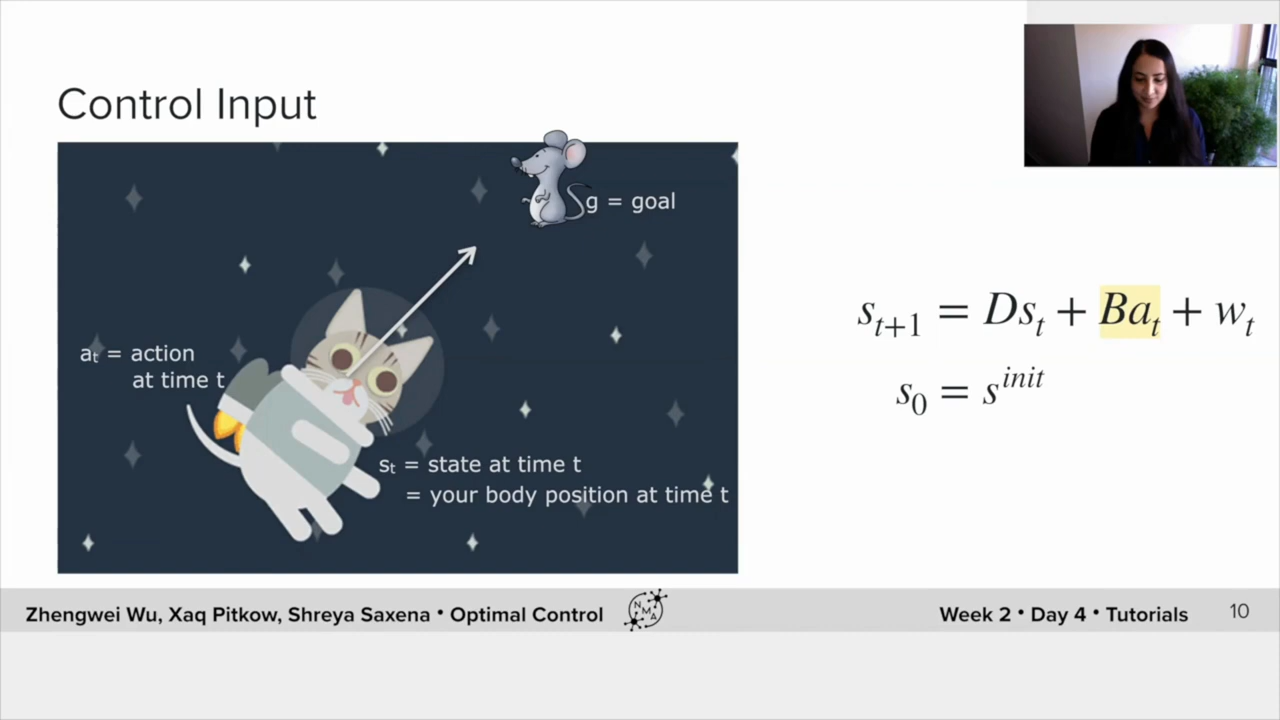 Control Input
g = goal
aₜ = action
at time t
sₜ = state at time t
= your body position at time t
sₜ₊₁ = Dsₜ + Baₜ + wₜ
s₀ = sⁱⁿⁱᵗ
Zhengwei Wu, Xaq Pitkow, Shreya Saxena • Optimal Control
NMA
Week 2 • Day 4 • Tutorials
10